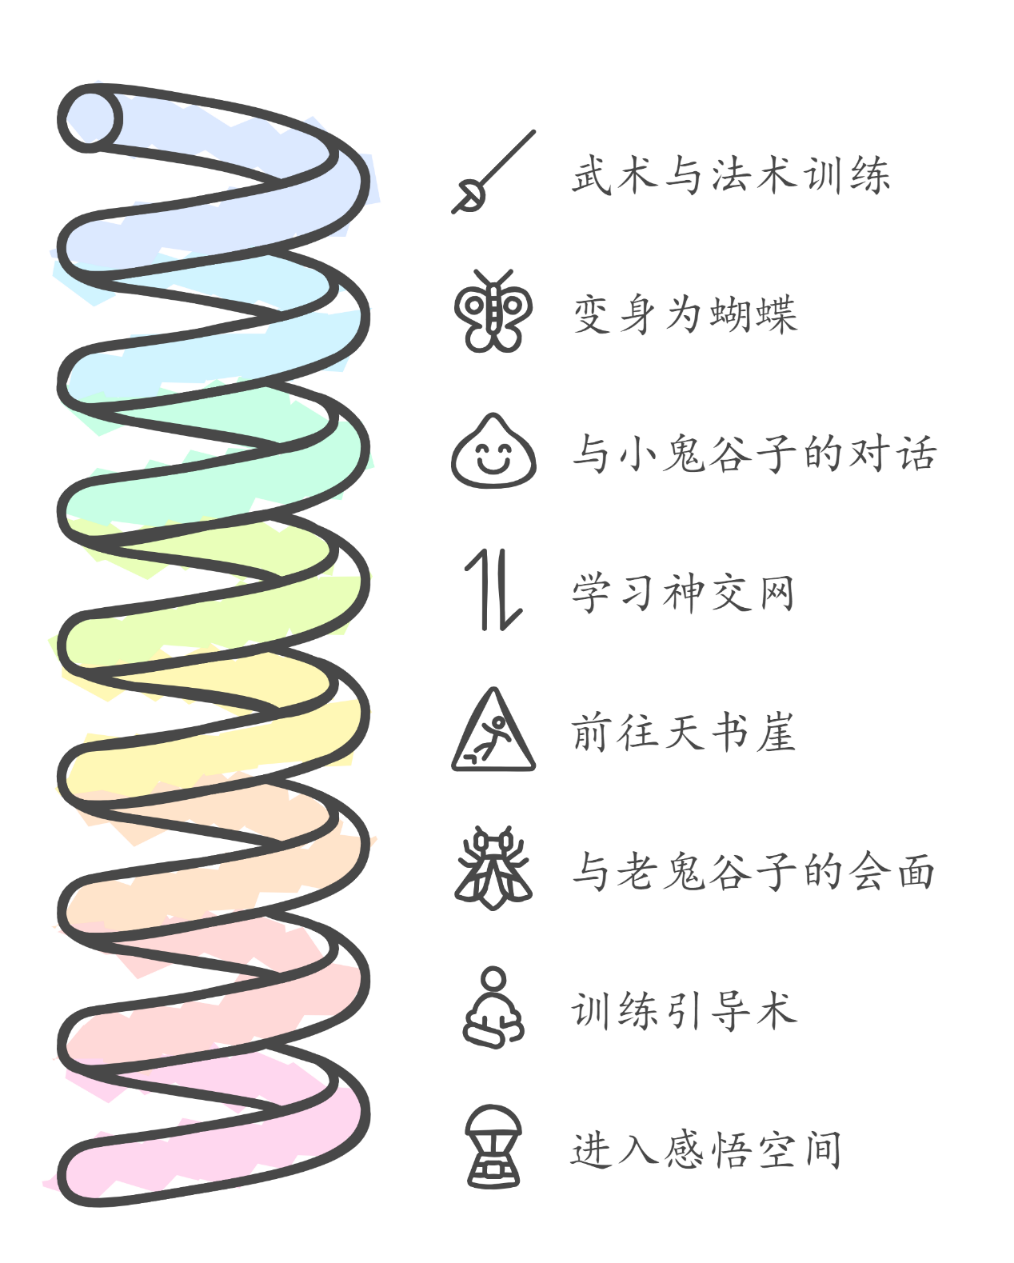 武术与法术训练
变身为蝴蝶
与小鬼谷子的对话
学习神交网
前往天书崖
与老鬼谷子的会面
训练引导术
进入感悟空间